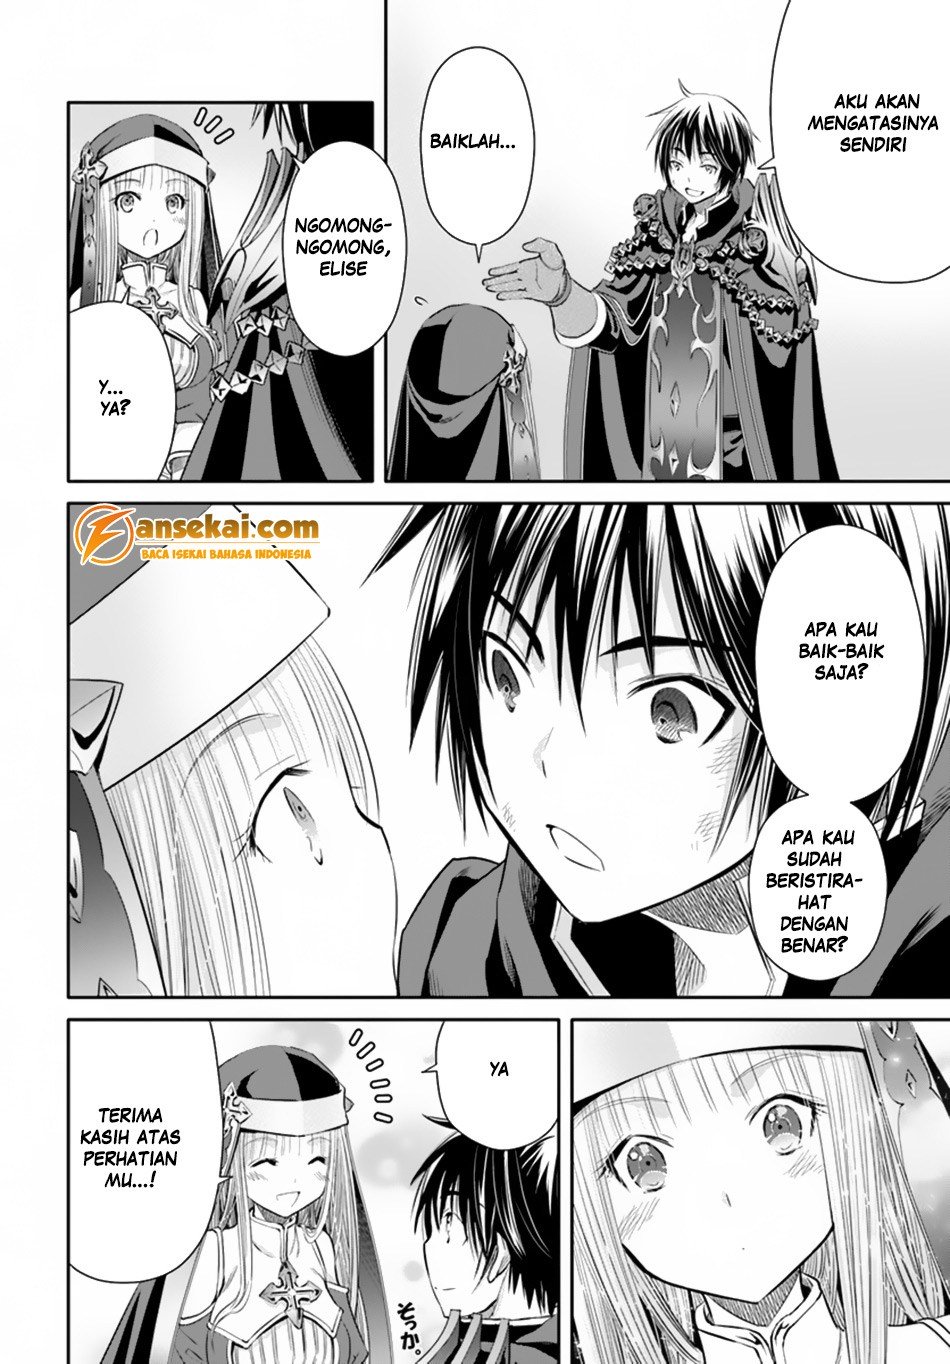 AKU AKAN
MENGATASINYA
SENDIRI
BAIKLAH...
NGOMONG-
NGOMONG,
ELISE
Y...
YA?
ansekai.com
BACA ISEKAI BAHASA INDONESIA
APA KAU
BAIK-BAIK
SAJA?
APA KAU
SUDAH
BERISTIRA-
HAT
DENGAN
BENAR?
YA
そっか。
TERIMA
KASIH ATAS
PERHATIAN
MU...!